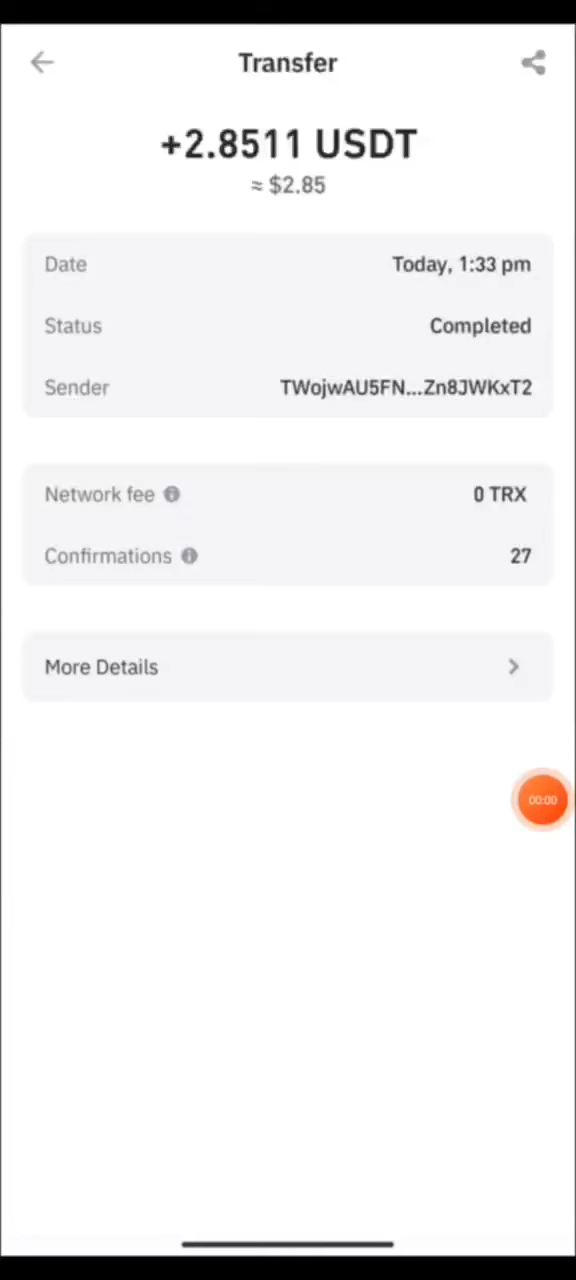 Transfer
+2.8511 USDT
≈ $2.85
Date Today, 1:33 pm
Status Completed
Sender TWojwAU5FN...Zn8JWKxT2
Network fee 0 TRX
Confirmations 27
More Details
00:00